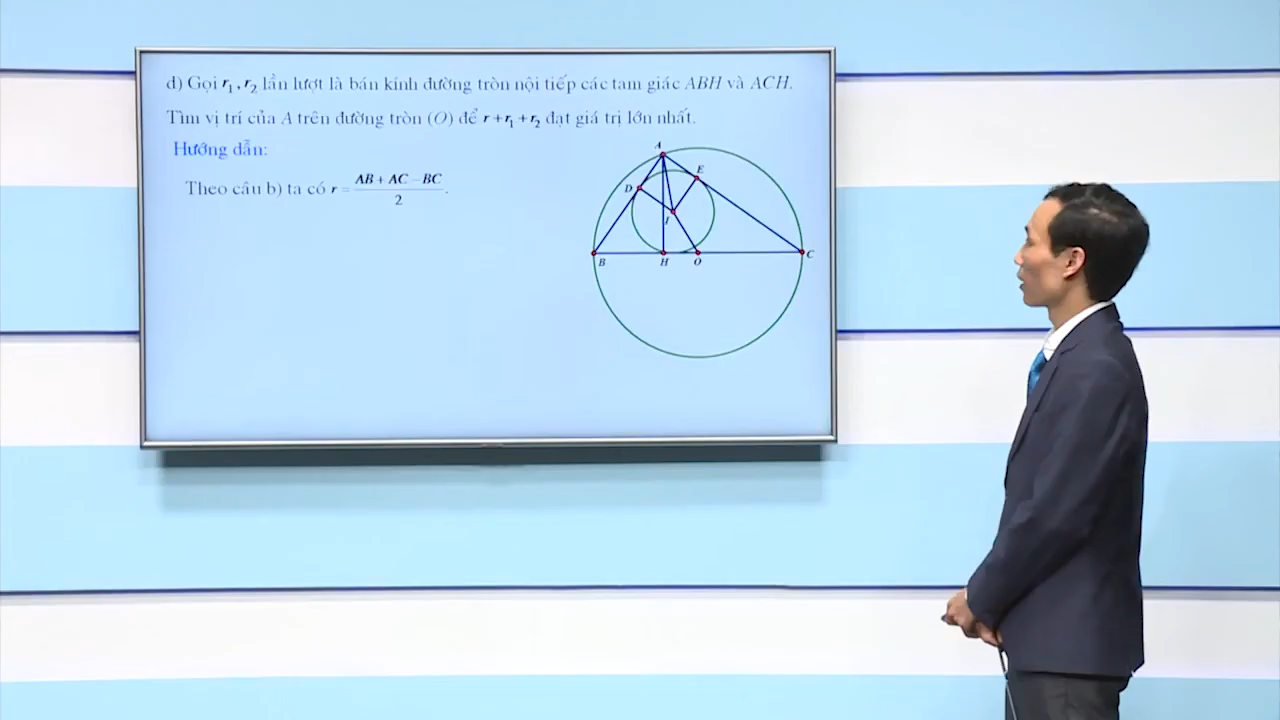 d) Gọi r₁, r₂ lần lượt là bán kính đường tròn nội tiếp các tam giác ABH và ACH.
Tìm vị trí của A trên đường tròn (O) để r + r₁ + r₂ đạt giá trị lớn nhất.
Hướng dẫn:
Theo câu b) ta có r = (AB + AC − BC)/2.
A
E
D
I
B H O C